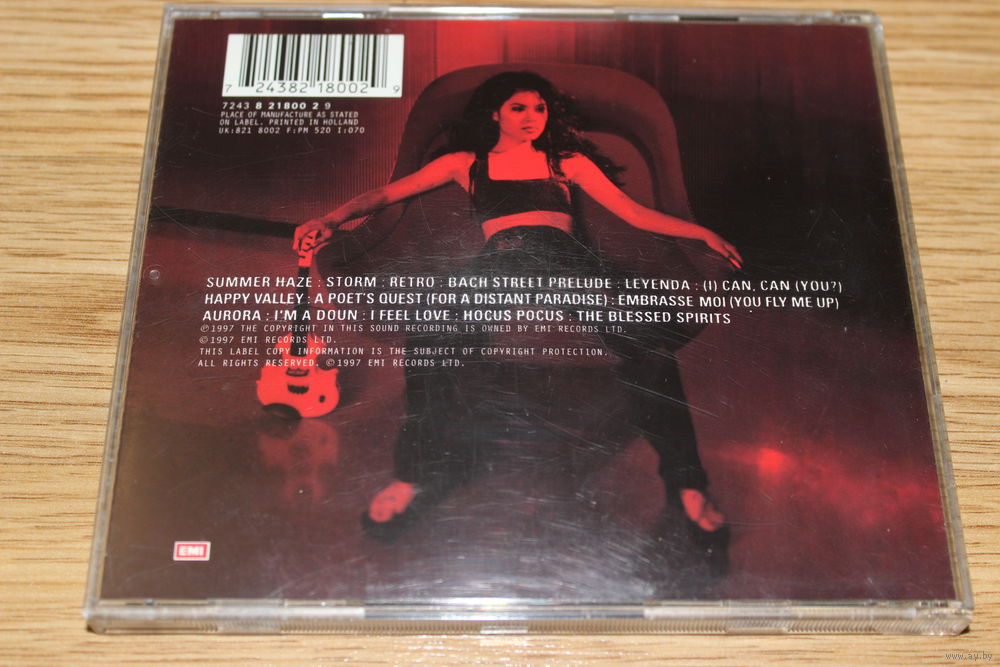 7 24382 18002 9
7243 8 21800 2 9
PLACE OF MANUFACTURE AS STATED
ON LABEL. PRINTED IN HOLLAND
UK:821 8002 F:PM 520 I:070
SUMMER HAZE : STORM : RETRO : BACH STREET PRELUDE : LEYENDA : (I) CAN, CAN (YOU?)
HAPPY VALLEY : A POET'S QUEST (FOR A DISTANT PARADISE) : EMBRASSE MOI (YOU FLY ME UP)
AURORA : I'M A DOUN : I FEEL LOVE : HOCUS POCUS : THE BLESSED SPIRITS
℗1997 THE COPYRIGHT IN THIS SOUND RECORDING IS OWNED BY EMI RECORDS LTD.
©1997 EMI RECORDS LTD.
THIS LABEL COPY INFORMATION IS THE SUBJECT OF COPYRIGHT PROTECTION.
ALL RIGHTS RESERVED. ©1997 EMI RECORDS LTD.
EMI
www.ay.by